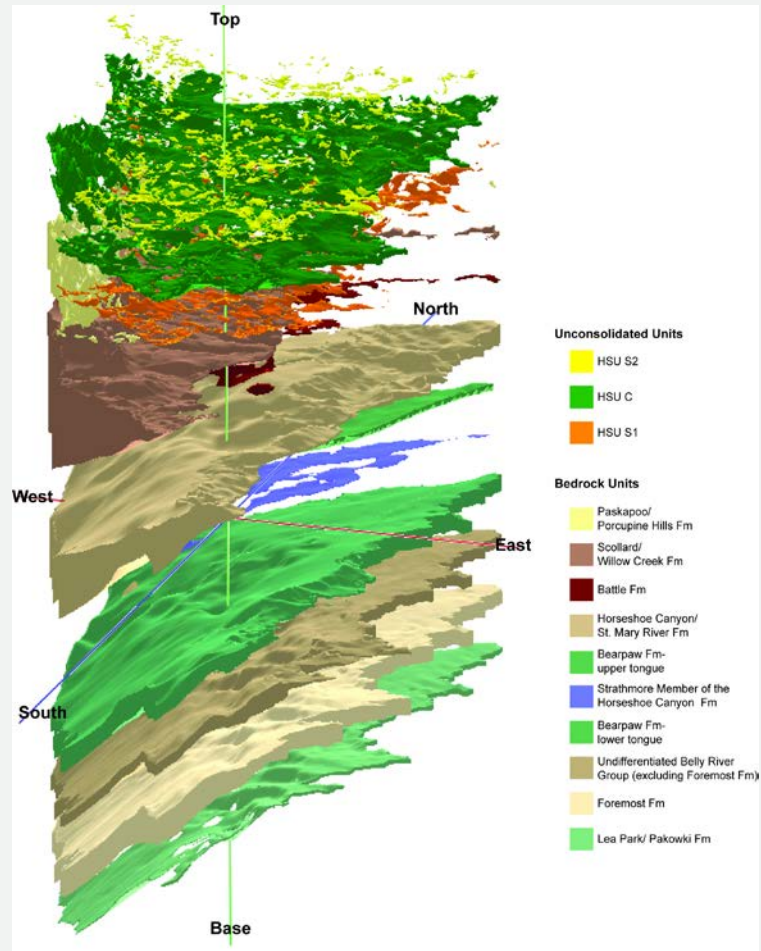 Top
North
West
East
South
Base
Unconsolidated Units
HSU S2
HSU C
HSU S1
Bedrock Units
Paskapoo/
Porcupine Hills Fm
Scollard/
Willow Creek Fm
Battle Fm
Horseshoe Canyon/
St. Mary River Fm
Bearpaw Fm-
upper tongue
Strathmore Member of the
Horseshoe Canyon Fm
Bearpaw Fm-
lower tongue
Undifferentiated Belly River
Group (excluding Foremost Fm)
Foremost Fm
Lea Park/ Pakowki Fm